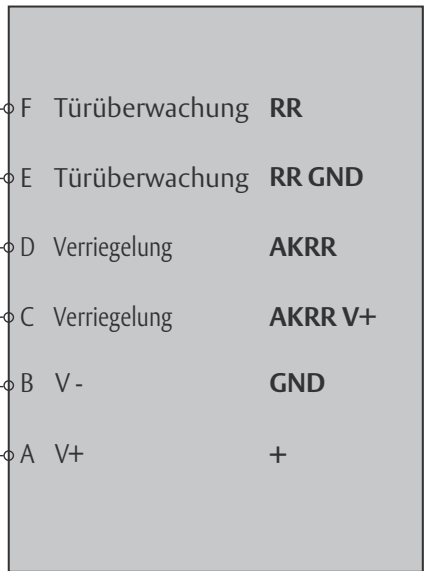 F Türüberwachung RR
E Türüberwachung RR GND
D Verriegelung AKRR
C Verriegelung AKRR V+
B V - GND
A V+ +